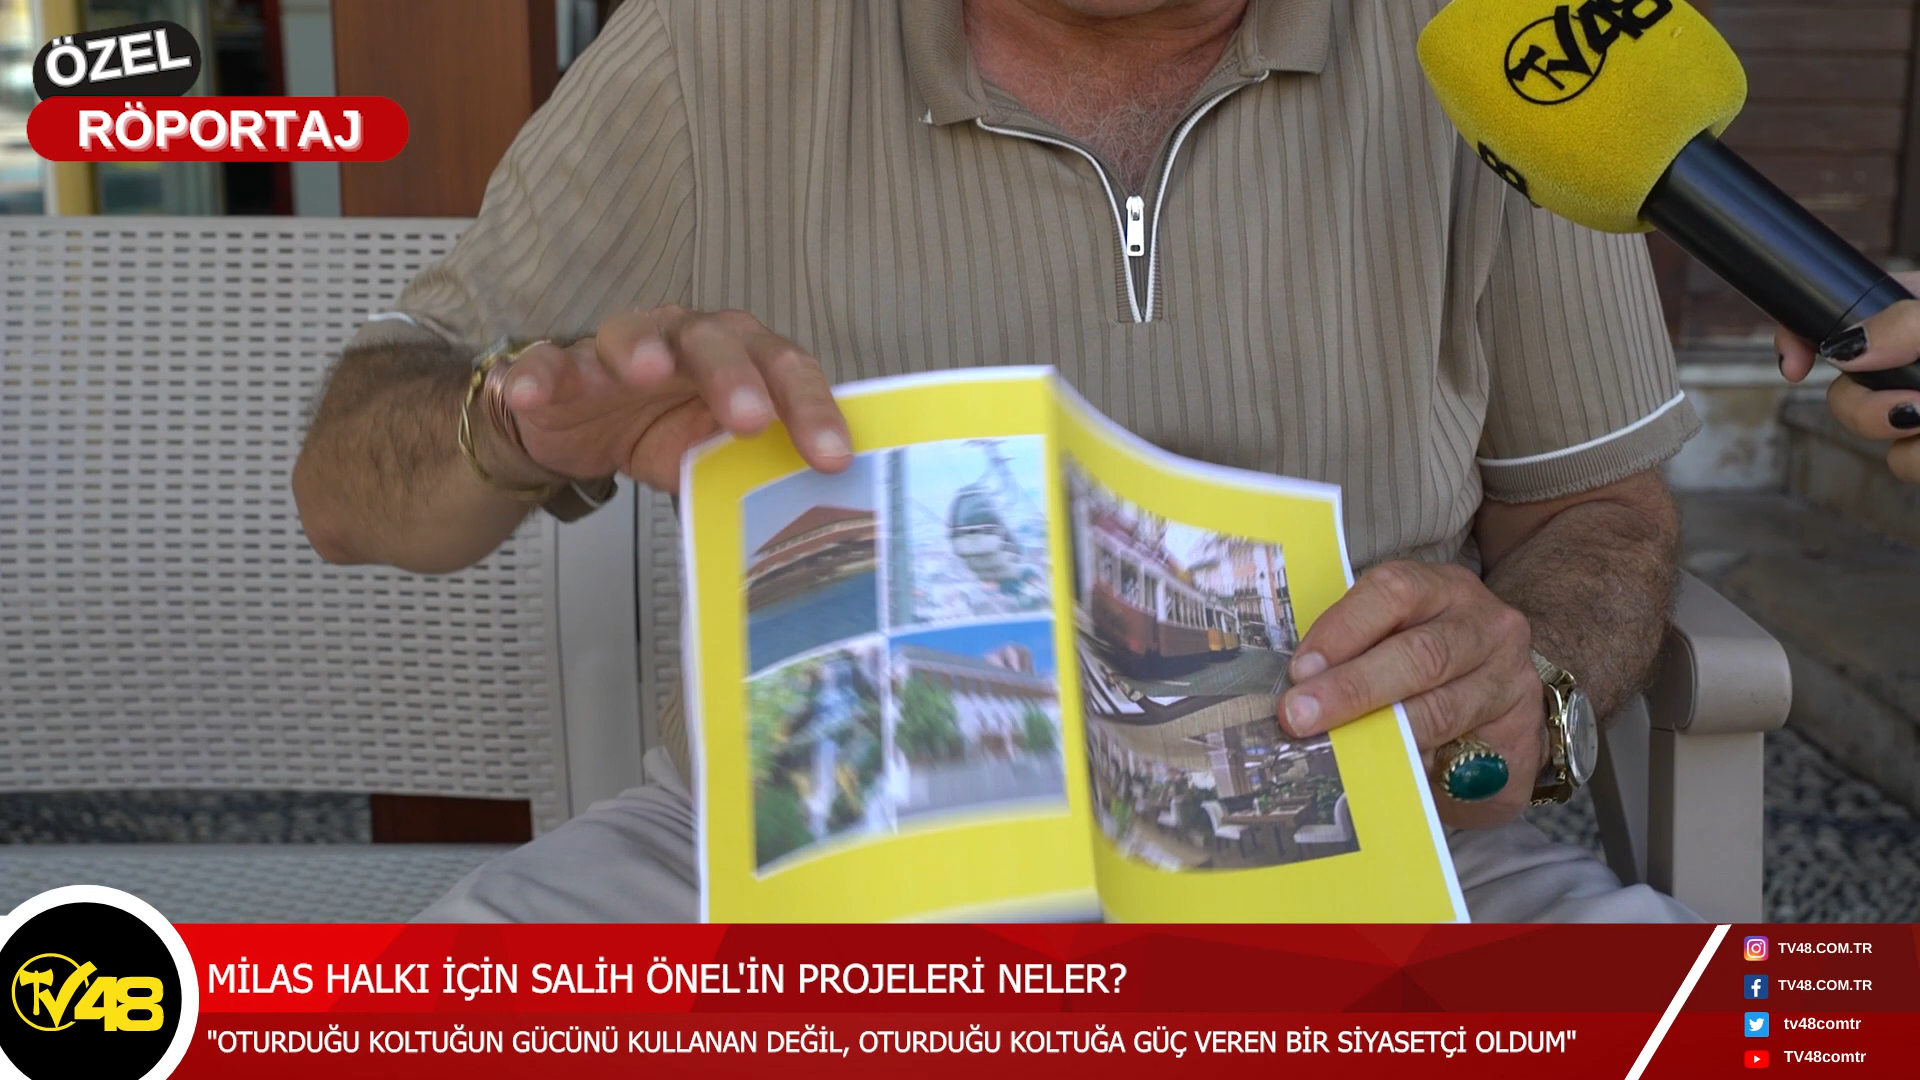 ÖZEL
RÖPORTAJ
TV48
8
TV48
MİLAS HALKI İÇİN SALİH ÖNEL'İN PROJELERİ NELER?
"OTURDUĞU KOLTUĞUN GÜCÜNÜ KULLANAN DEĞİL, OTURDUĞU KOLTUĞA GÜÇ VEREN BİR SİYASETÇİ OLDUM"
TV48.COM.TR
TV48.COM.TR
tv48comtr
TV48comtr